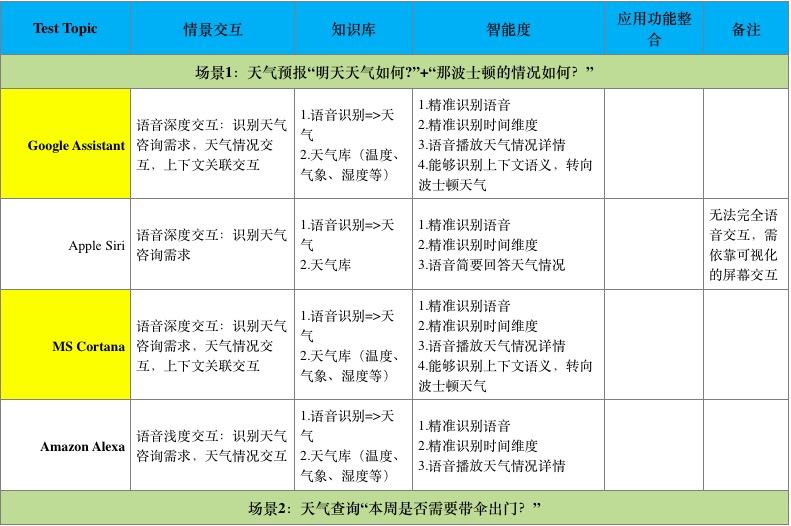 Test Topic
情景交互
知识库
智能度
应用功能整
合
备注
场景1：天气预报“明天天气如何?”+“那波士顿的情况如何？”
Google Assistant
语音深度交互：识别天气
咨询需求，天气情况交
互，上下文关联交互
1.语音识别=>天
气
2.天气库（温度、
气象、湿度等）
1.精准识别语音
2.精准识别时间维度
3.语音播放天气情况详情
4.能够识别上下文语义，转向
波士顿天气
Apple Siri
语音深度交互：识别天气
咨询需求
1.语音识别=>天
气
2.天气库
1.精准识别语音
2.精准识别时间维度
3.语音简要回答天气情况
无法完全语
音交互，需
依靠可视化
的屏幕交互
MS Cortana
语音深度交互：识别天气
咨询需求，天气情况交
互，上下文关联交互
1.语音识别=>天
气
2.天气库（温度、
气象、湿度等）
1.精准识别语音
2.精准识别时间维度
3.语音播放天气情况详情
4.能够识别上下文语义，转向
波士顿天气
Amazon Alexa
语音浅度交互：识别天气
咨询需求，天气情况交互
1.语音识别=>天
气
2.天气库（温度、
气象、湿度等）
1.精准识别语音
2.精准识别时间维度
3.语音播放天气情况详情
场景2：天气查询“本周是否需要带伞出门？”